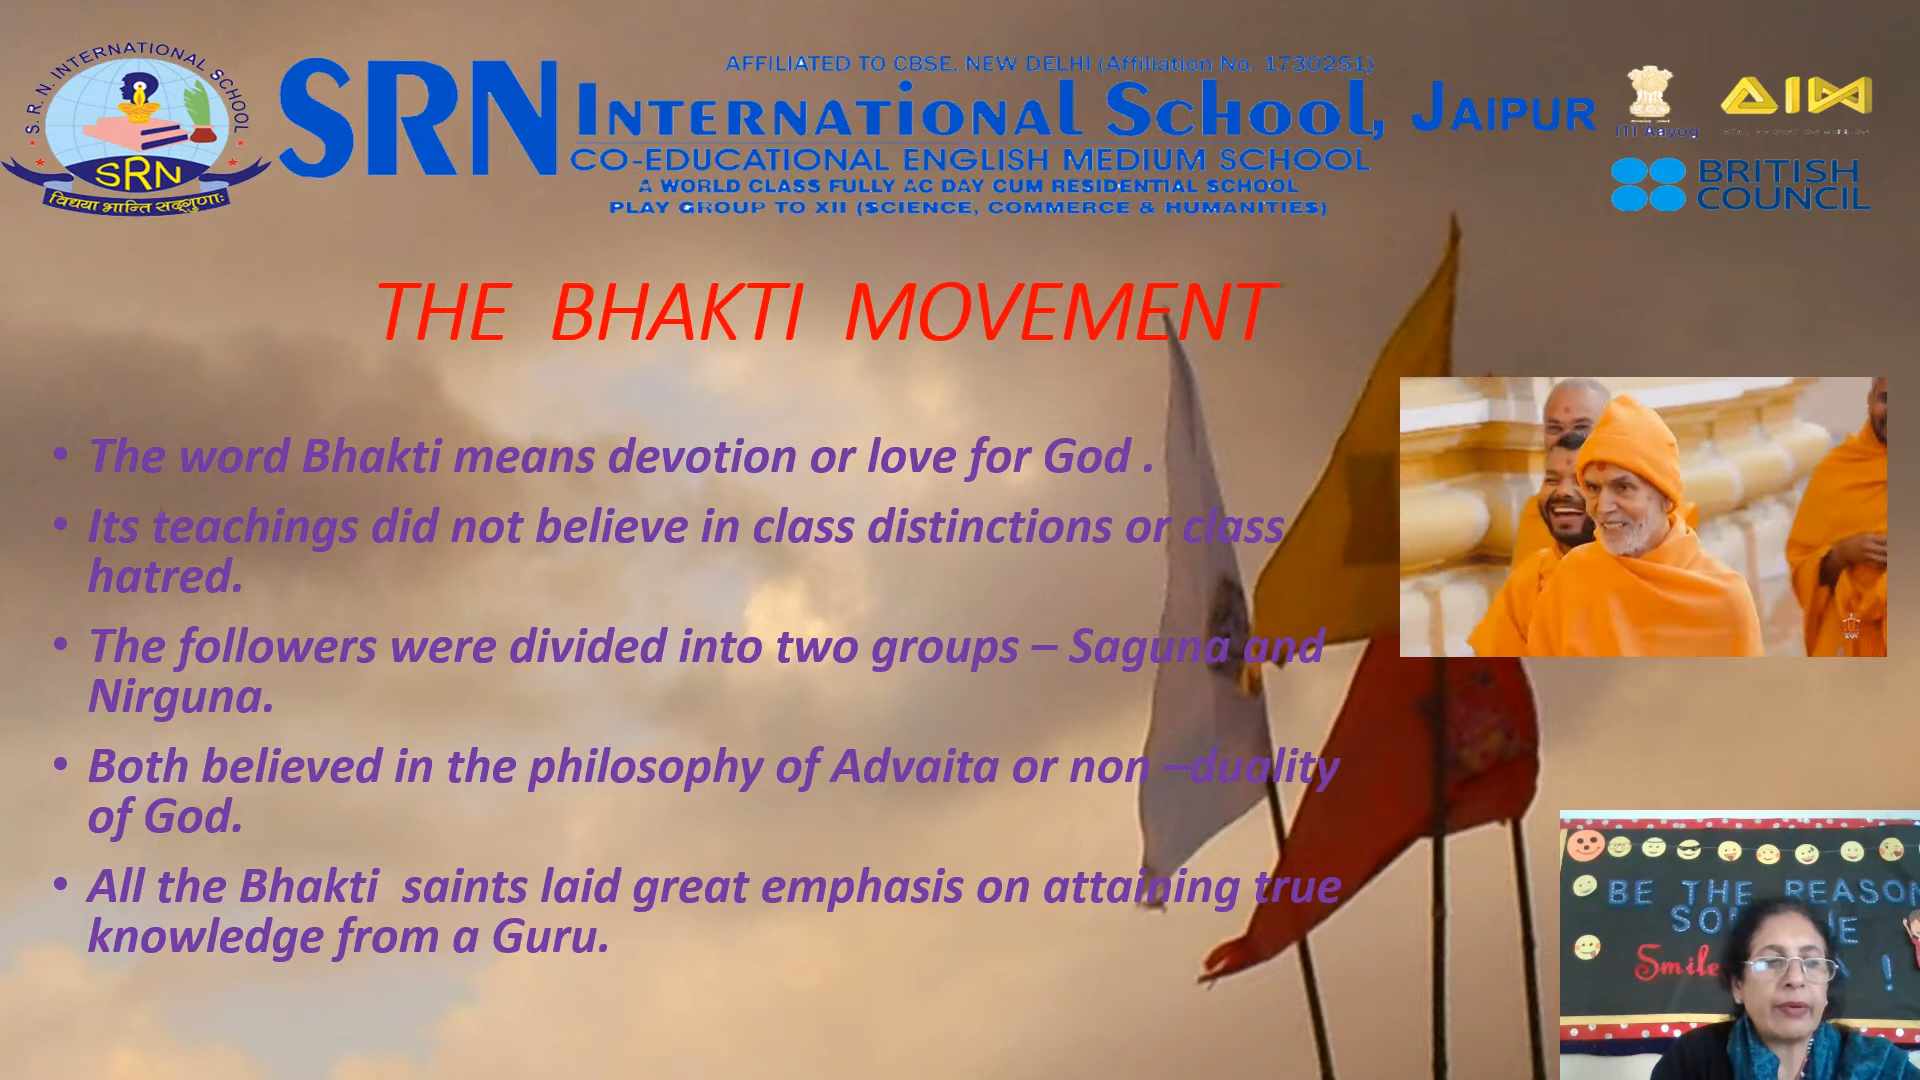 S. R. N. INTERNATIONAL SCHOOL
SRN
विद्यया भान्ति सद्गुणाः
AFFILIATED TO CBSE, NEW DELHI (Affiliation No. 1730251)
SRN INTERNATIONAL SCHOOL, JAIPUR
CO-EDUCATIONAL ENGLISH MEDIUM SCHOOL
A WORLD CLASS FULLY AC DAY CUM RESIDENTIAL SCHOOL
PLAY GROUP TO XII (SCIENCE, COMMERCE & HUMANITIES)
ITI Aayog
AIM
BRITISH
COUNCIL
THE BHAKTI MOVEMENT
• The word Bhakti means devotion or love for God .
• Its teachings did not believe in class distinctions or class
hatred.
• The followers were divided into two groups – Saguna and
Nirguna.
• Both believed in the philosophy of Advaita or non –duality
of God.
• All the Bhakti saints laid great emphasis on attaining true
knowledge from a Guru.
BE THE REASON
Smile
!